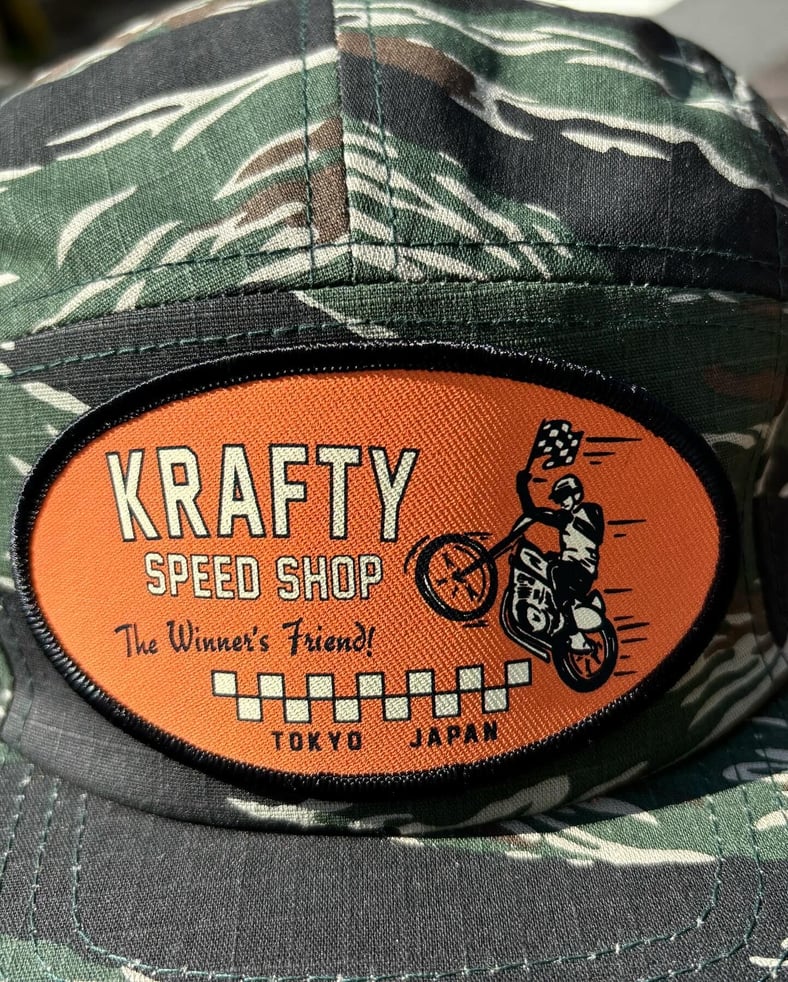 KRAFTY
SPEED SHOP
The Winner's Friend!
TOKYO JAPAN